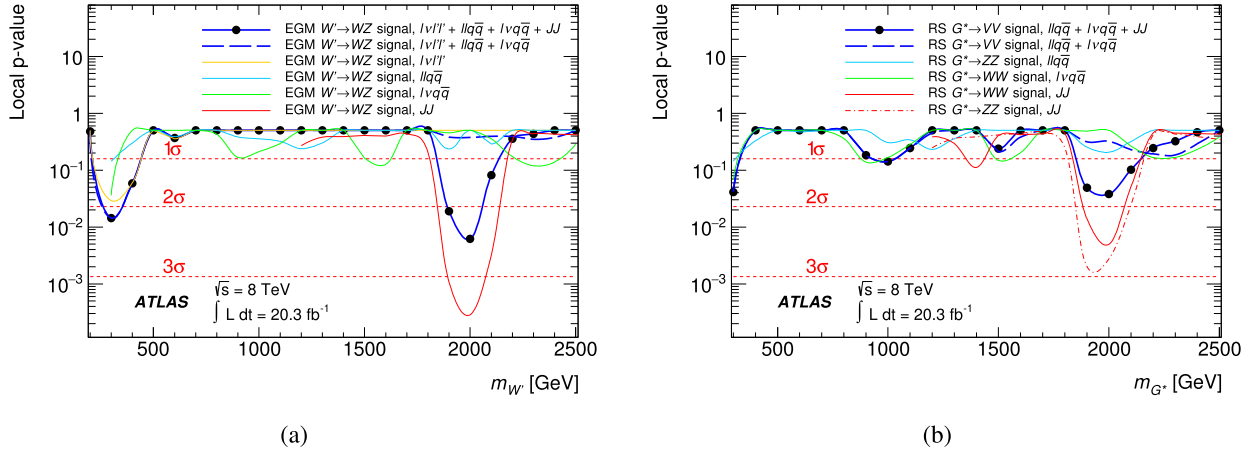 Local p-value
10
1
10⁻¹
10⁻²
10⁻³
EGM W'→WZ signal, lνl'l' + llqq̅ + lνqq̅ + JJ
EGM W'→WZ signal, lνl'l' + llqq̅ + lνqq̅
EGM W'→WZ signal, lνl'l'
EGM W'→WZ signal, llqq̅
EGM W'→WZ signal, lνqq̅
EGM W'→WZ signal, JJ
1σ
2σ
3σ
ATLAS
√s = 8 TeV
∫ L dt = 20.3 fb⁻¹
500 1000 1500 2000 2500
m_W' [GeV]
(a)
Local p-value
10
1
10⁻¹
10⁻²
10⁻³
RS G*→VV signal, llqq̅ + lνqq̅ + JJ
RS G*→VV signal, llqq̅ + lνqq̅
RS G*→ZZ signal, llqq̅
RS G*→WW signal, lνqq̅
RS G*→WW signal, JJ
RS G*→ZZ signal, JJ
1σ
2σ
3σ
ATLAS
√s = 8 TeV
∫ L dt = 20.3 fb⁻¹
500 1000 1500 2000 2500
m_G* [GeV]
(b)